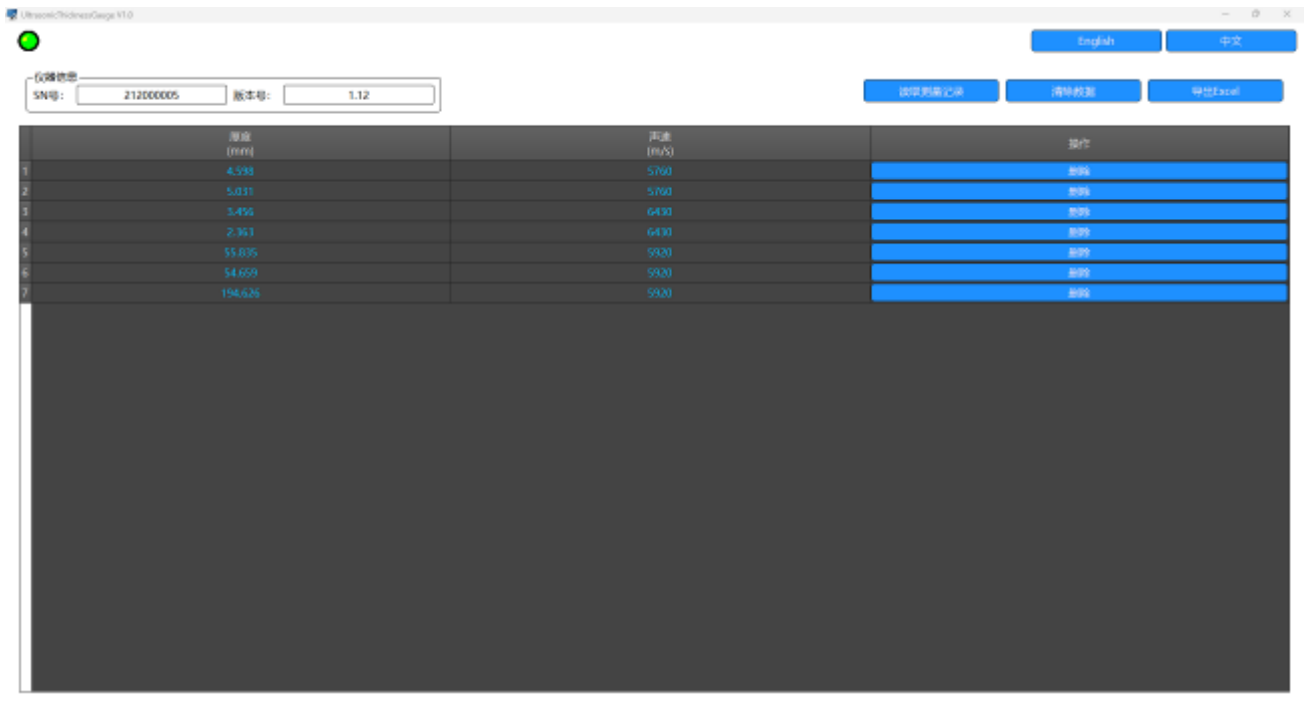 UltrasonicThicknessGauge V1.0
English 中文
仪器信息
SN号: 212000005 版本号: 1.12
读取测量记录 清除数据 导出Excel
厚度 声速 操作
(mm) (m/S)
1 4.598 5760 删除
2 5.031 5760 删除
3 3.456 6430 删除
4 2.363 6430 删除
5 55.835 5920 删除
6 54.659 5920 删除
7 194.626 5920 删除